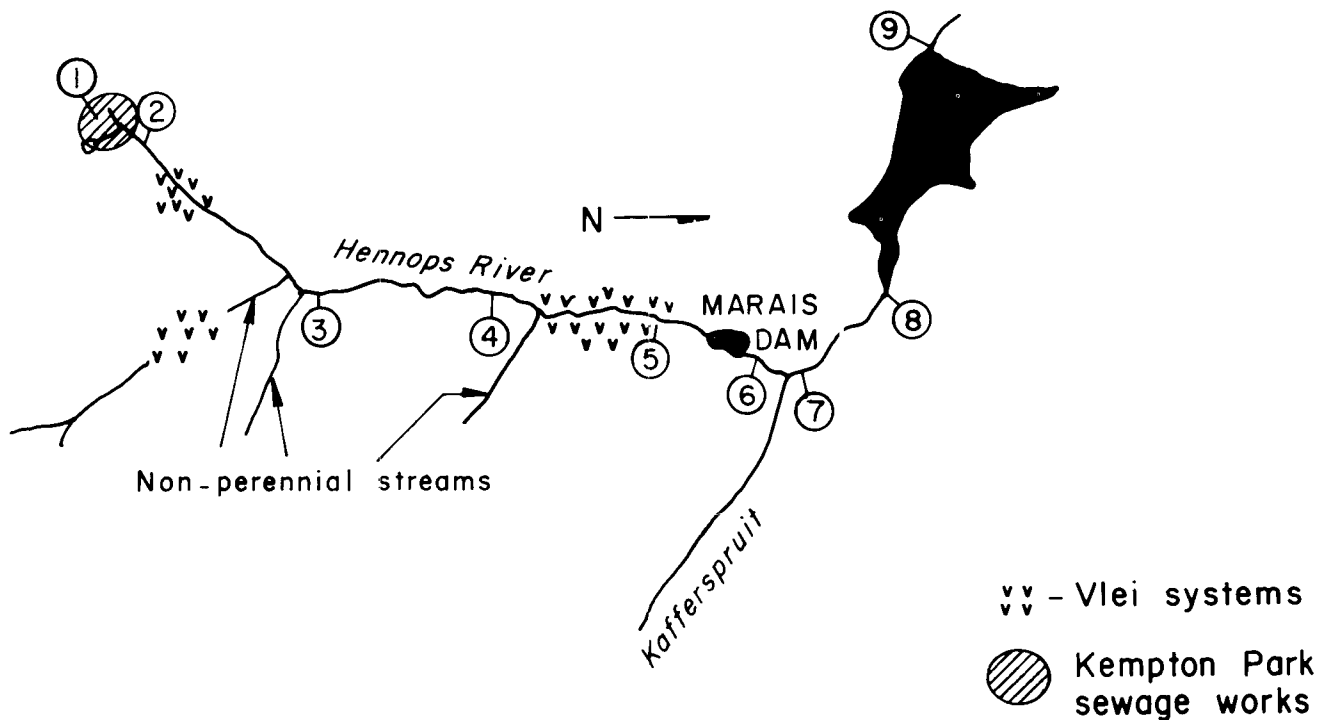 9
1
2
N
Hennops River
MARAIS
DAM
3
4
5
6
7
8
Non-perennial streams
Kafferspruit
- Vlei systems
Kempton Park
sewage works